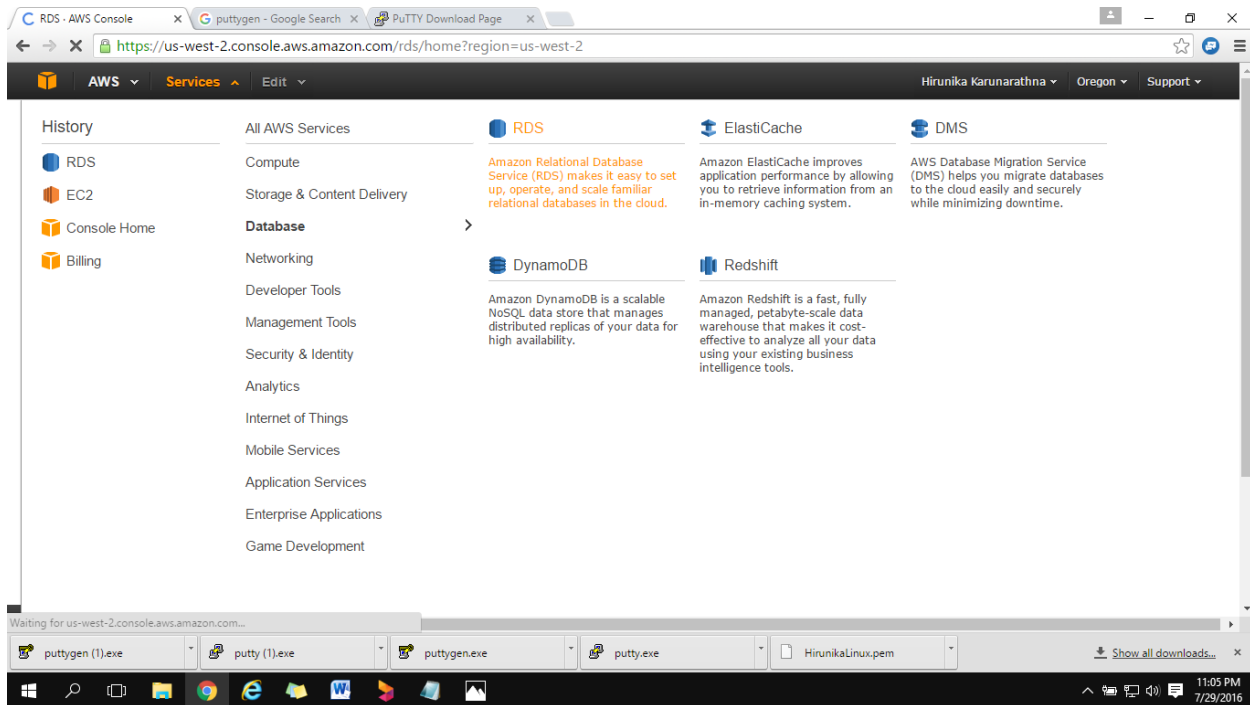 RDS · AWS Console
puttygen - Google Search
PuTTY Download Page
https://us-west-2.console.aws.amazon.com/rds/home?region=us-west-2
AWS
Services
Edit
Hirunika Karunarathna
Oregon
Support
History
RDS
EC2
Console Home
Billing
All AWS Services
Compute
Storage & Content Delivery
Database
Networking
Developer Tools
Management Tools
Security & Identity
Analytics
Internet of Things
Mobile Services
Application Services
Enterprise Applications
Game Development
RDS
Amazon Relational Database
Service (RDS) makes it easy to set
up, operate, and scale familiar
relational databases in the cloud.
ElastiCache
Amazon ElastiCache improves
application performance by allowing
you to retrieve information from an
in-memory caching system.
DMS
AWS Database Migration Service
(DMS) helps you migrate databases
to the cloud easily and securely
while minimizing downtime.
DynamoDB
Amazon DynamoDB is a scalable
NoSQL data store that manages
distributed replicas of your data for
high availability.
Redshift
Amazon Redshift is a fast, fully
managed, petabyte-scale data
warehouse that makes it cost-
effective to analyze all your data
using your existing business
intelligence tools.
Waiting for us-west-2.console.aws.amazon.com...
puttygen (1).exe
putty (1).exe
puttygen.exe
putty.exe
HirunikaLinux.pem
Show all downloads...
11:05 PM
7/29/2016